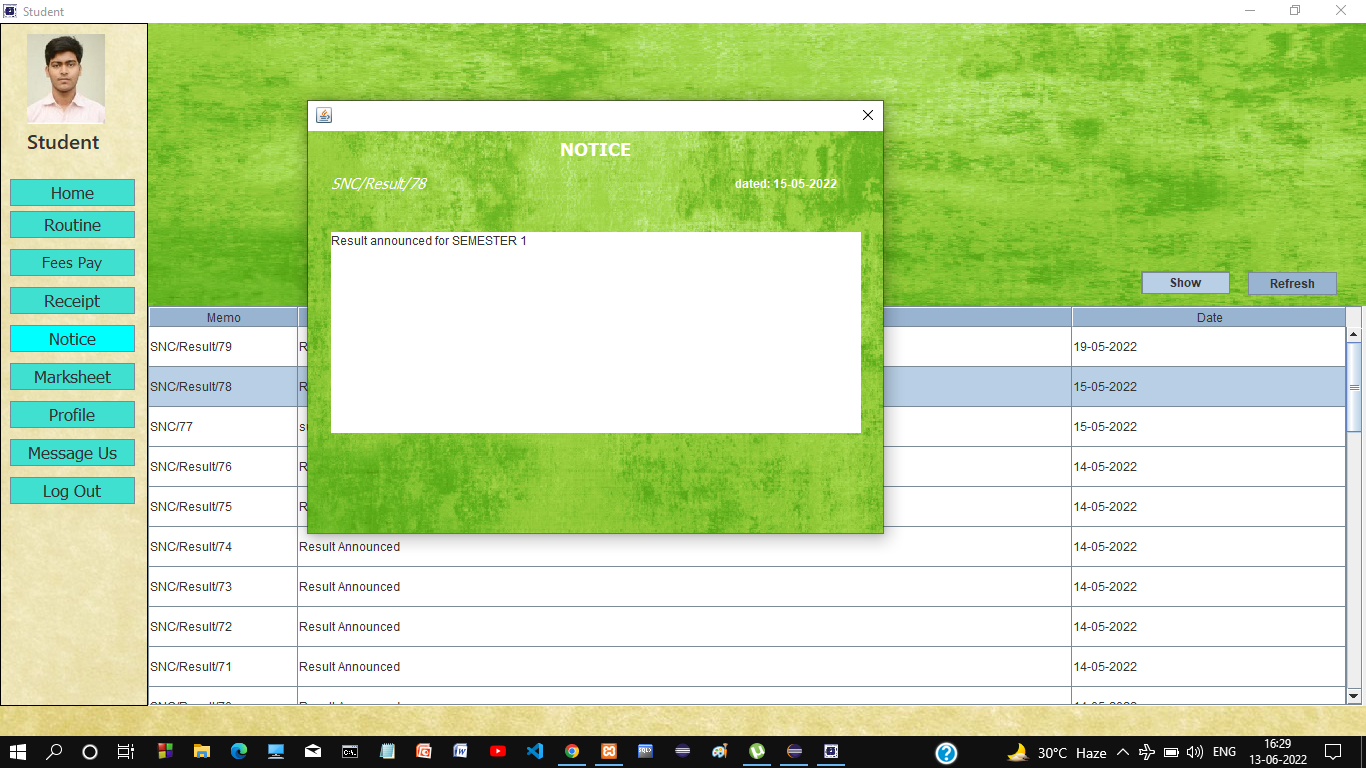 Student
Student
Home
Routine
Fees Pay
Receipt
Notice
Marksheet
Profile
Message Us
Log Out
NOTICE
SNC/Result/78
dated: 15-05-2022
Result announced for SEMESTER 1
Show
Refresh
Memo Date
SNC/Result/79 R 19-05-2022
SNC/Result/78 R 15-05-2022
SNC/77 s 15-05-2022
SNC/Result/76 R 14-05-2022
SNC/Result/75 R 14-05-2022
SNC/Result/74 Result Announced 14-05-2022
SNC/Result/73 Result Announced 14-05-2022
SNC/Result/72 Result Announced 14-05-2022
SNC/Result/71 Result Announced 14-05-2022
30°C Haze ENG 16:29
13-06-2022